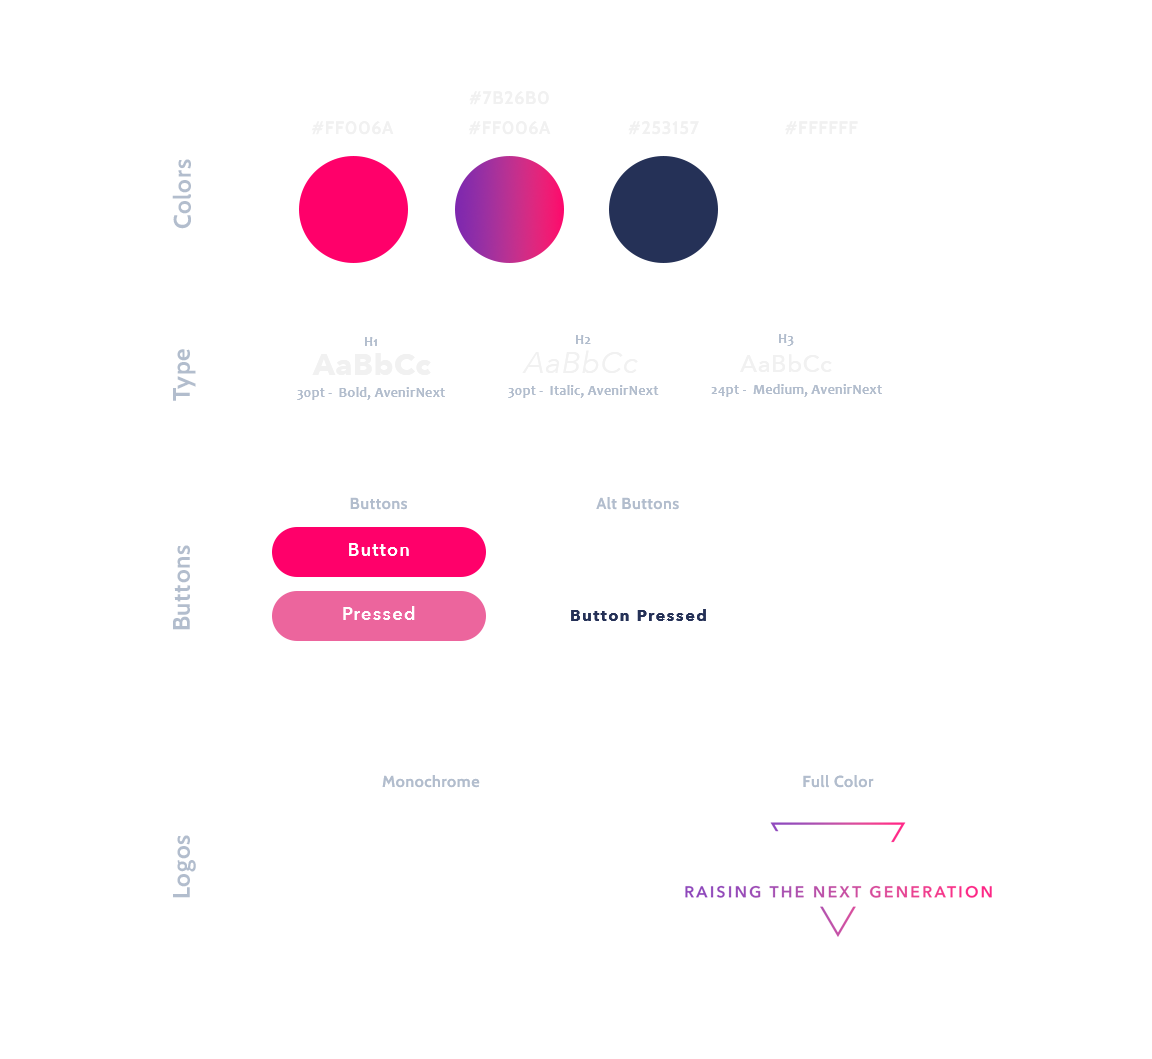 Colors
#7B26B0
#FF006A
#FF006A
#253157
#FFFFFF
Type
H1
AaBbCc
30pt - Bold, AvenirNext
H2
AaBbCc
30pt - Italic, AvenirNext
H3
AaBbCc
24pt - Medium, AvenirNext
Buttons
Buttons
Button
Pressed
Alt Buttons
Button Pressed
Logos
Monochrome
Full Color
RAISING THE NEXT GENERATION